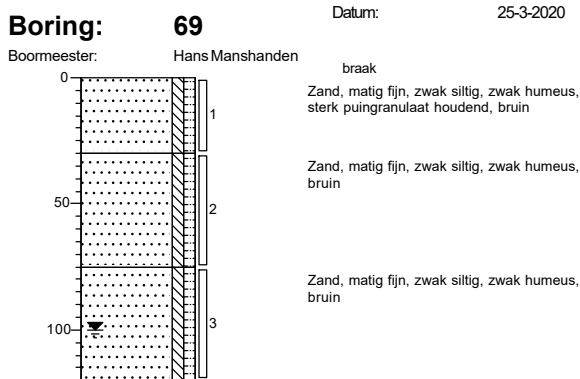 Boring: 69
Datum: 25-3-2020
Boormeester: Hans Manshanden
braak
0
Zand, matig fijn, zwak siltig, zwak humeus,
sterk puingranulaat houdend, bruin
1
Zand, matig fijn, zwak siltig, zwak humeus,
bruin
50
2
Zand, matig fijn, zwak siltig, zwak humeus,
bruin
100
3